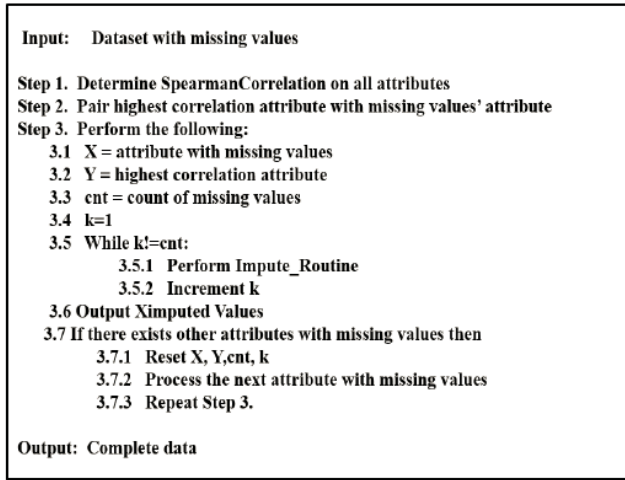 Input: Dataset with missing values
Step 1. Determine SpearmanCorrelation on all attributes
Step 2. Pair highest correlation attribute with missing values' attribute
Step 3. Perform the following:
3.1 X = attribute with missing values
3.2 Y = highest correlation attribute
3.3 cnt = count of missing values
3.4 k=1
3.5 While k!=cnt:
3.5.1 Perform Impute_Routine
3.5.2 Increment k
3.6 Output Ximputed Values
3.7 If there exists other attributes with missing values then
3.7.1 Reset X, Y,cnt, k
3.7.2 Process the next attribute with missing values
3.7.3 Repeat Step 3.
Output: Complete data